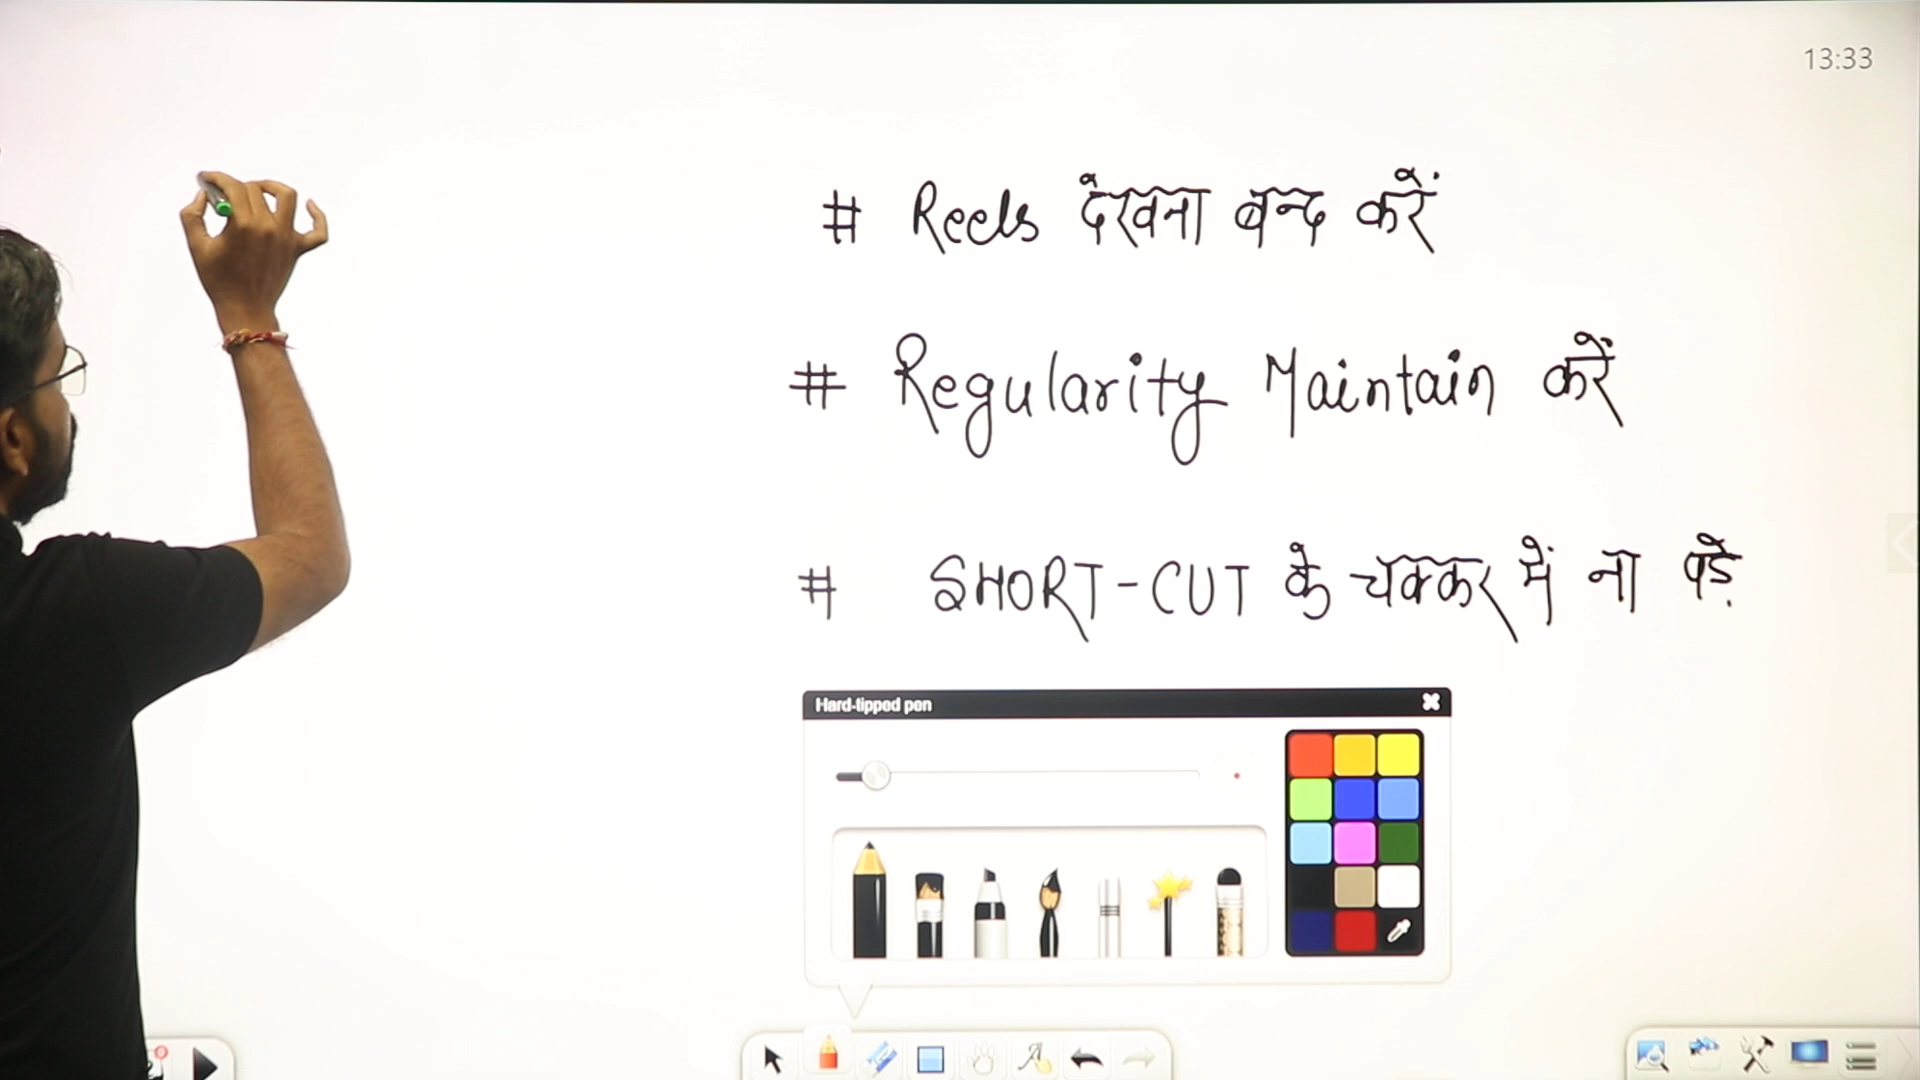 13:33
# Reels देखना बन्द करें
# Regularity Maintain करें
# SHORT-CUT के चक्कर में ना पड़े
Hard-tipped pen